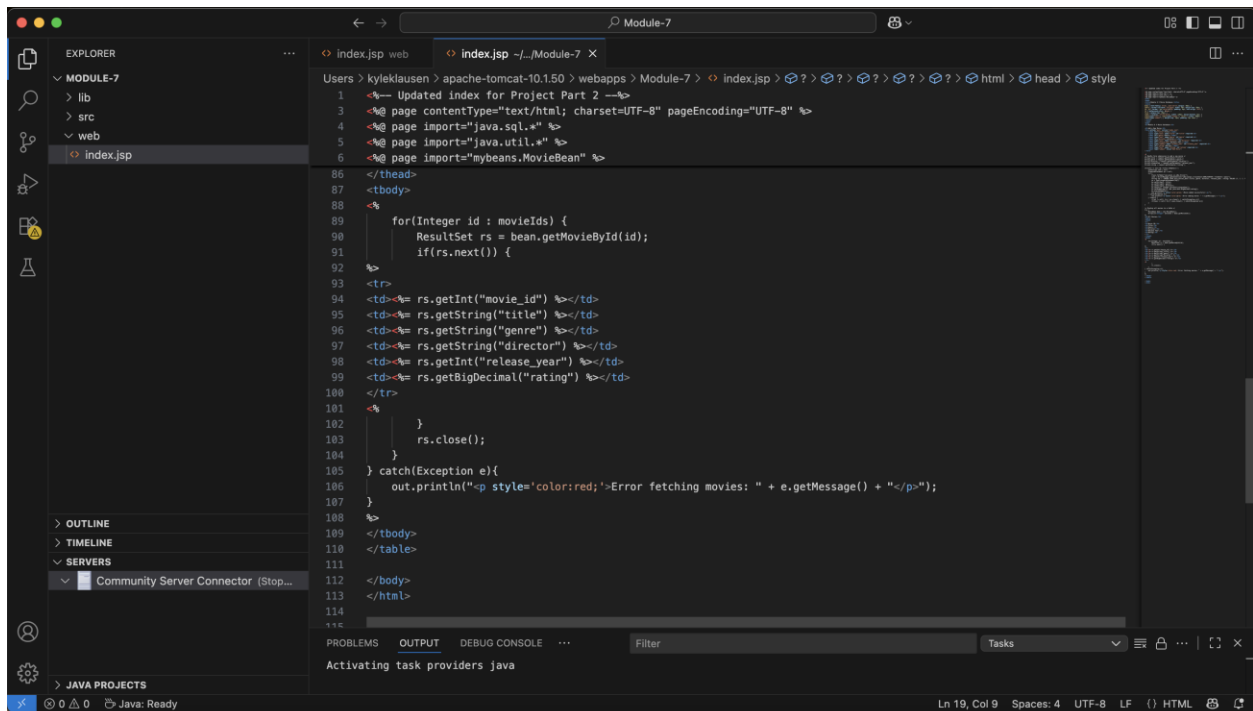 Module-7
EXPLORER
···
MODULE-7
lib
src
web
index.jsp
OUTLINE
TIMELINE
SERVERS
Community Server Connector (Stop...
JAVA PROJECTS
index.jsp web
index.jsp ~/.../Module-7
Users > kyleklausen > apache-tomcat-10.1.50 > webapps > Module-7 > index.jsp > ? > ? > ? > ? > ? > html > head > style
1 <%-- Updated index for Project Part 2 --%>
3 <%@ page contentType="text/html; charset=UTF-8" pageEncoding="UTF-8" %>
4 <%@ page import="java.sql.*" %>
5 <%@ page import="java.util.*" %>
6 <%@ page import="mybeans.MovieBean" %>
86 </thead>
87 <tbody>
88 <%
89 for(Integer id : movieIds) {
90 ResultSet rs = bean.getMovieById(id);
91 if(rs.next()) {
92 %>
93 <tr>
94 <td><%= rs.getInt("movie_id") %></td>
95 <td><%= rs.getString("title") %></td>
96 <td><%= rs.getString("genre") %></td>
97 <td><%= rs.getString("director") %></td>
98 <td><%= rs.getInt("release_year") %></td>
99 <td><%= rs.getBigDecimal("rating") %></td>
100 </tr>
101 <%
102 }
103 rs.close();
104 }
105 } catch(Exception e){
106 out.println("<p style='color:red;'>Error fetching movies: " + e.getMessage() + "</p>");
107 }
108 %>
109 </tbody>
110 </table>
111
112 </body>
113 </html>
114
115
PROBLEMS OUTPUT DEBUG CONSOLE ··· Filter Tasks
Activating task providers java
0 0 Java: Ready Ln 19, Col 9 Spaces: 4 UTF-8 LF {} HTML